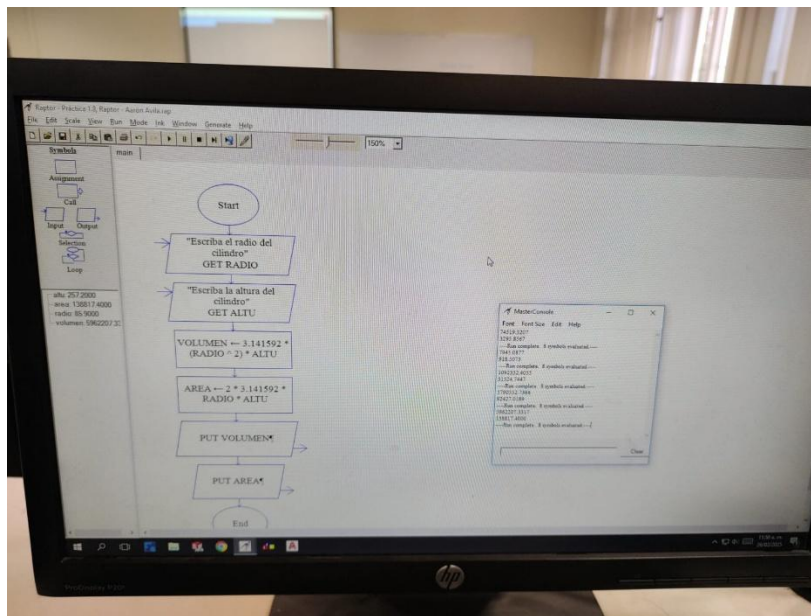 Raptor - Práctica 1.3, Raptor - Auron Avila.rap
File Edit Scale View Run Mode Ink Window Generate Help
150%
Symbols
main
Assignment
Call
Input Output
Selection
Loop
altu: 257.2000
area: 138817.4000
radio: 85.9000
volumen: 5962207.33
Start
"Escriba el radio del
cilindro"
GET RADIO
"Escriba la altura del
cilindro"
GET ALTU
VOLUMEN ← 3.141592 *
(RADIO ^ 2) * ALTU
AREA ← 2 * 3.141592 *
RADIO * ALTU
PUT VOLUMEN¶
PUT AREA¶
End
MasterConsole
Font Font Size Edit Help
----Run complete. 8 symbols evaluated.----
----Run complete. 8 symbols evaluated.----
----Run complete. 8 symbols evaluated.----
----Run complete. 8 symbols evaluated.----
----Run complete. 8 symbols evaluated.----
Clear
hp